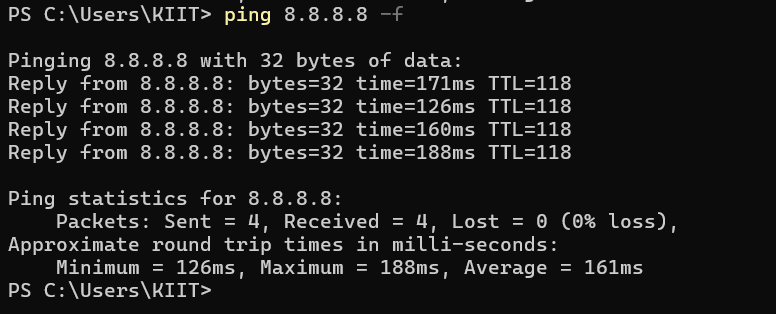 PS C:\Users\KIIT> ping 8.8.8.8 -f
Pinging 8.8.8.8 with 32 bytes of data:
Reply from 8.8.8.8: bytes=32 time=171ms TTL=118
Reply from 8.8.8.8: bytes=32 time=126ms TTL=118
Reply from 8.8.8.8: bytes=32 time=160ms TTL=118
Reply from 8.8.8.8: bytes=32 time=188ms TTL=118
Ping statistics for 8.8.8.8:
    Packets: Sent = 4, Received = 4, Lost = 0 (0% loss),
Approximate round trip times in milli-seconds:
    Minimum = 126ms, Maximum = 188ms, Average = 161ms
PS C:\Users\KIIT>